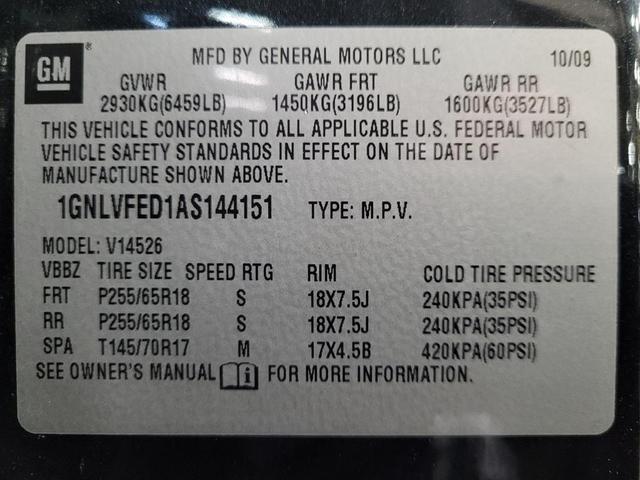 GM ®
MFD BY GENERAL MOTORS LLC 10/09
GVWR GAWR FRT GAWR RR
2930KG(6459LB) 1450KG(3196LB) 1600KG(3527LB)
THIS VEHICLE CONFORMS TO ALL APPLICABLE U.S. FEDERAL MOTOR
VEHICLE SAFETY STANDARDS IN EFFECT ON THE DATE OF
MANUFACTURE SHOWN ABOVE.
1GNLVFED1AS144151 TYPE: M.P.V.
MODEL: V14526
VBBZ TIRE SIZE SPEED RTG RIM COLD TIRE PRESSURE
FRT P255/65R18 S 18X7.5J 240KPA(35PSI)
RR P255/65R18 S 18X7.5J 240KPA(35PSI)
SPA T145/70R17 M 17X4.5B 420KPA(60PSI)
SEE OWNER'S MANUAL i FOR MORE INFORMATION.